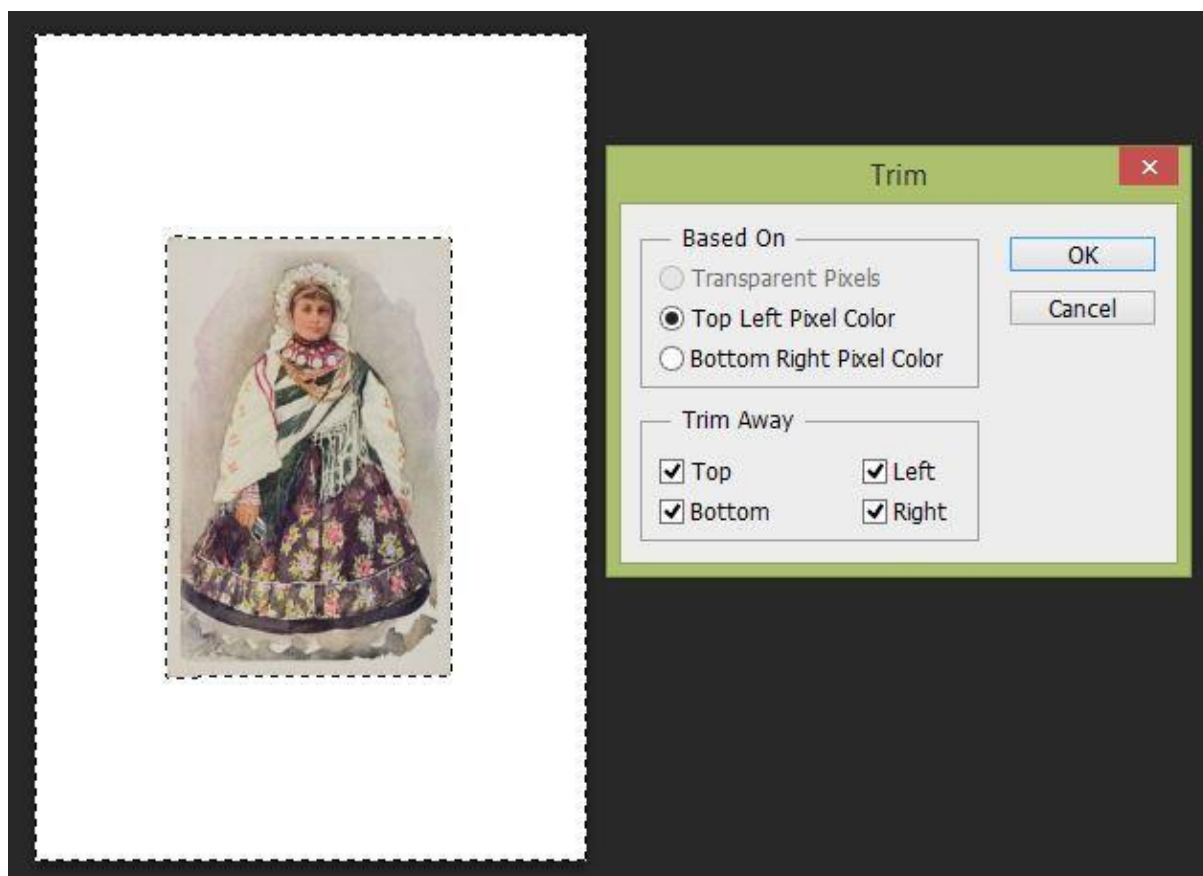 Trim
Based On
Transparent Pixels
Top Left Pixel Color
Bottom Right Pixel Color
OK
Cancel
Trim Away
Top
Left
Bottom
Right